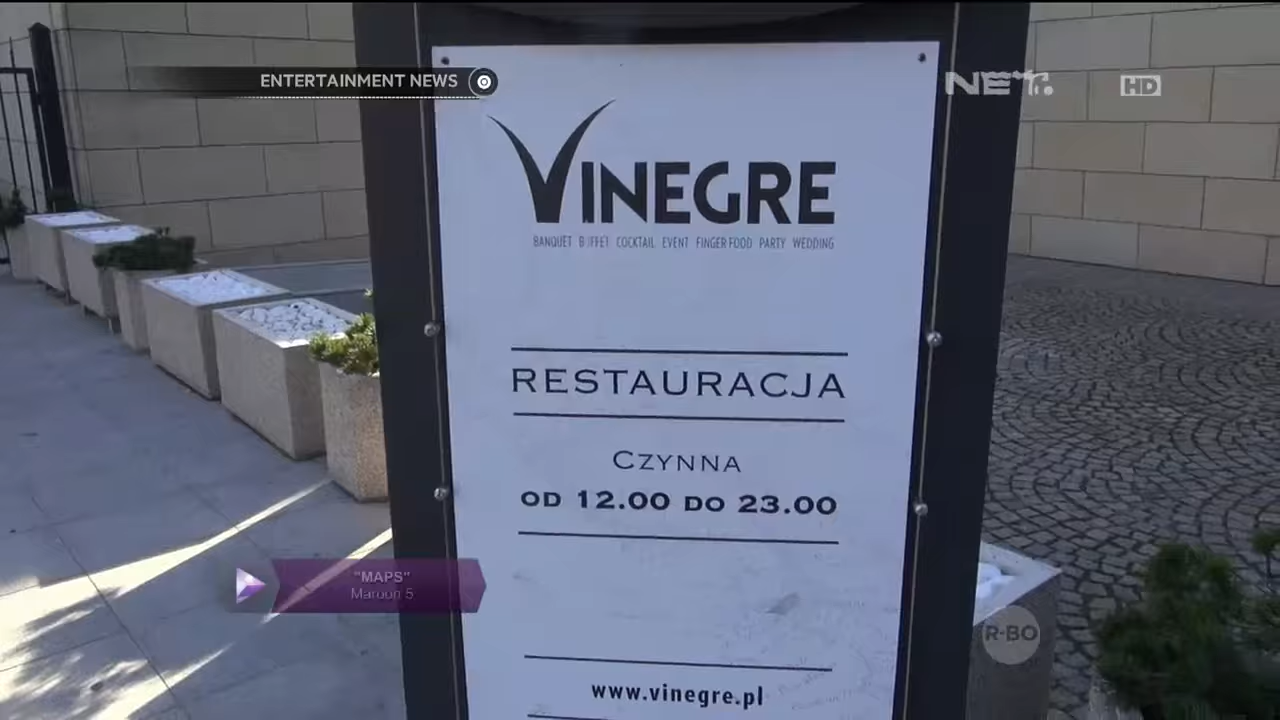 ENTERTAINMENT NEWS
NET.
HD
VINEGRE
BANQUET BUFFET COCKTAIL EVENT FINGER FOOD PARTY WEDDING
RESTAURACJA
CZYNNA
OD 12.00 DO 23.00
"MAPS"
Maroon 5
R-BO
www.vinegre.pl